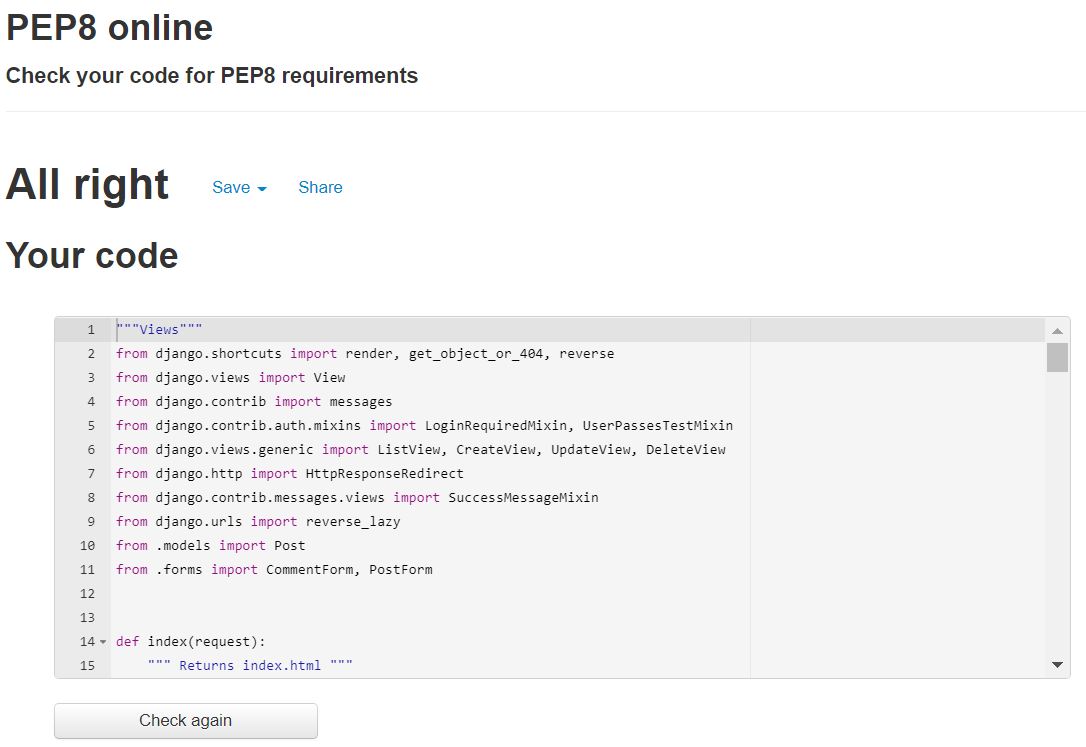 PEP8 online
Check your code for PEP8 requirements
All right Save Share
Your code
1 """Views"""
2 from django.shortcuts import render, get_object_or_404, reverse
3 from django.views import View
4 from django.contrib import messages
5 from django.contrib.auth.mixins import LoginRequiredMixin, UserPassesTestMixin
6 from django.views.generic import ListView, CreateView, UpdateView, DeleteView
7 from django.http import HttpResponseRedirect
8 from django.contrib.messages.views import SuccessMessageMixin
9 from django.urls import reverse_lazy
10 from .models import Post
11 from .forms import CommentForm, PostForm
12
13
14 def index(request):
15     """ Returns index.html """
Check again